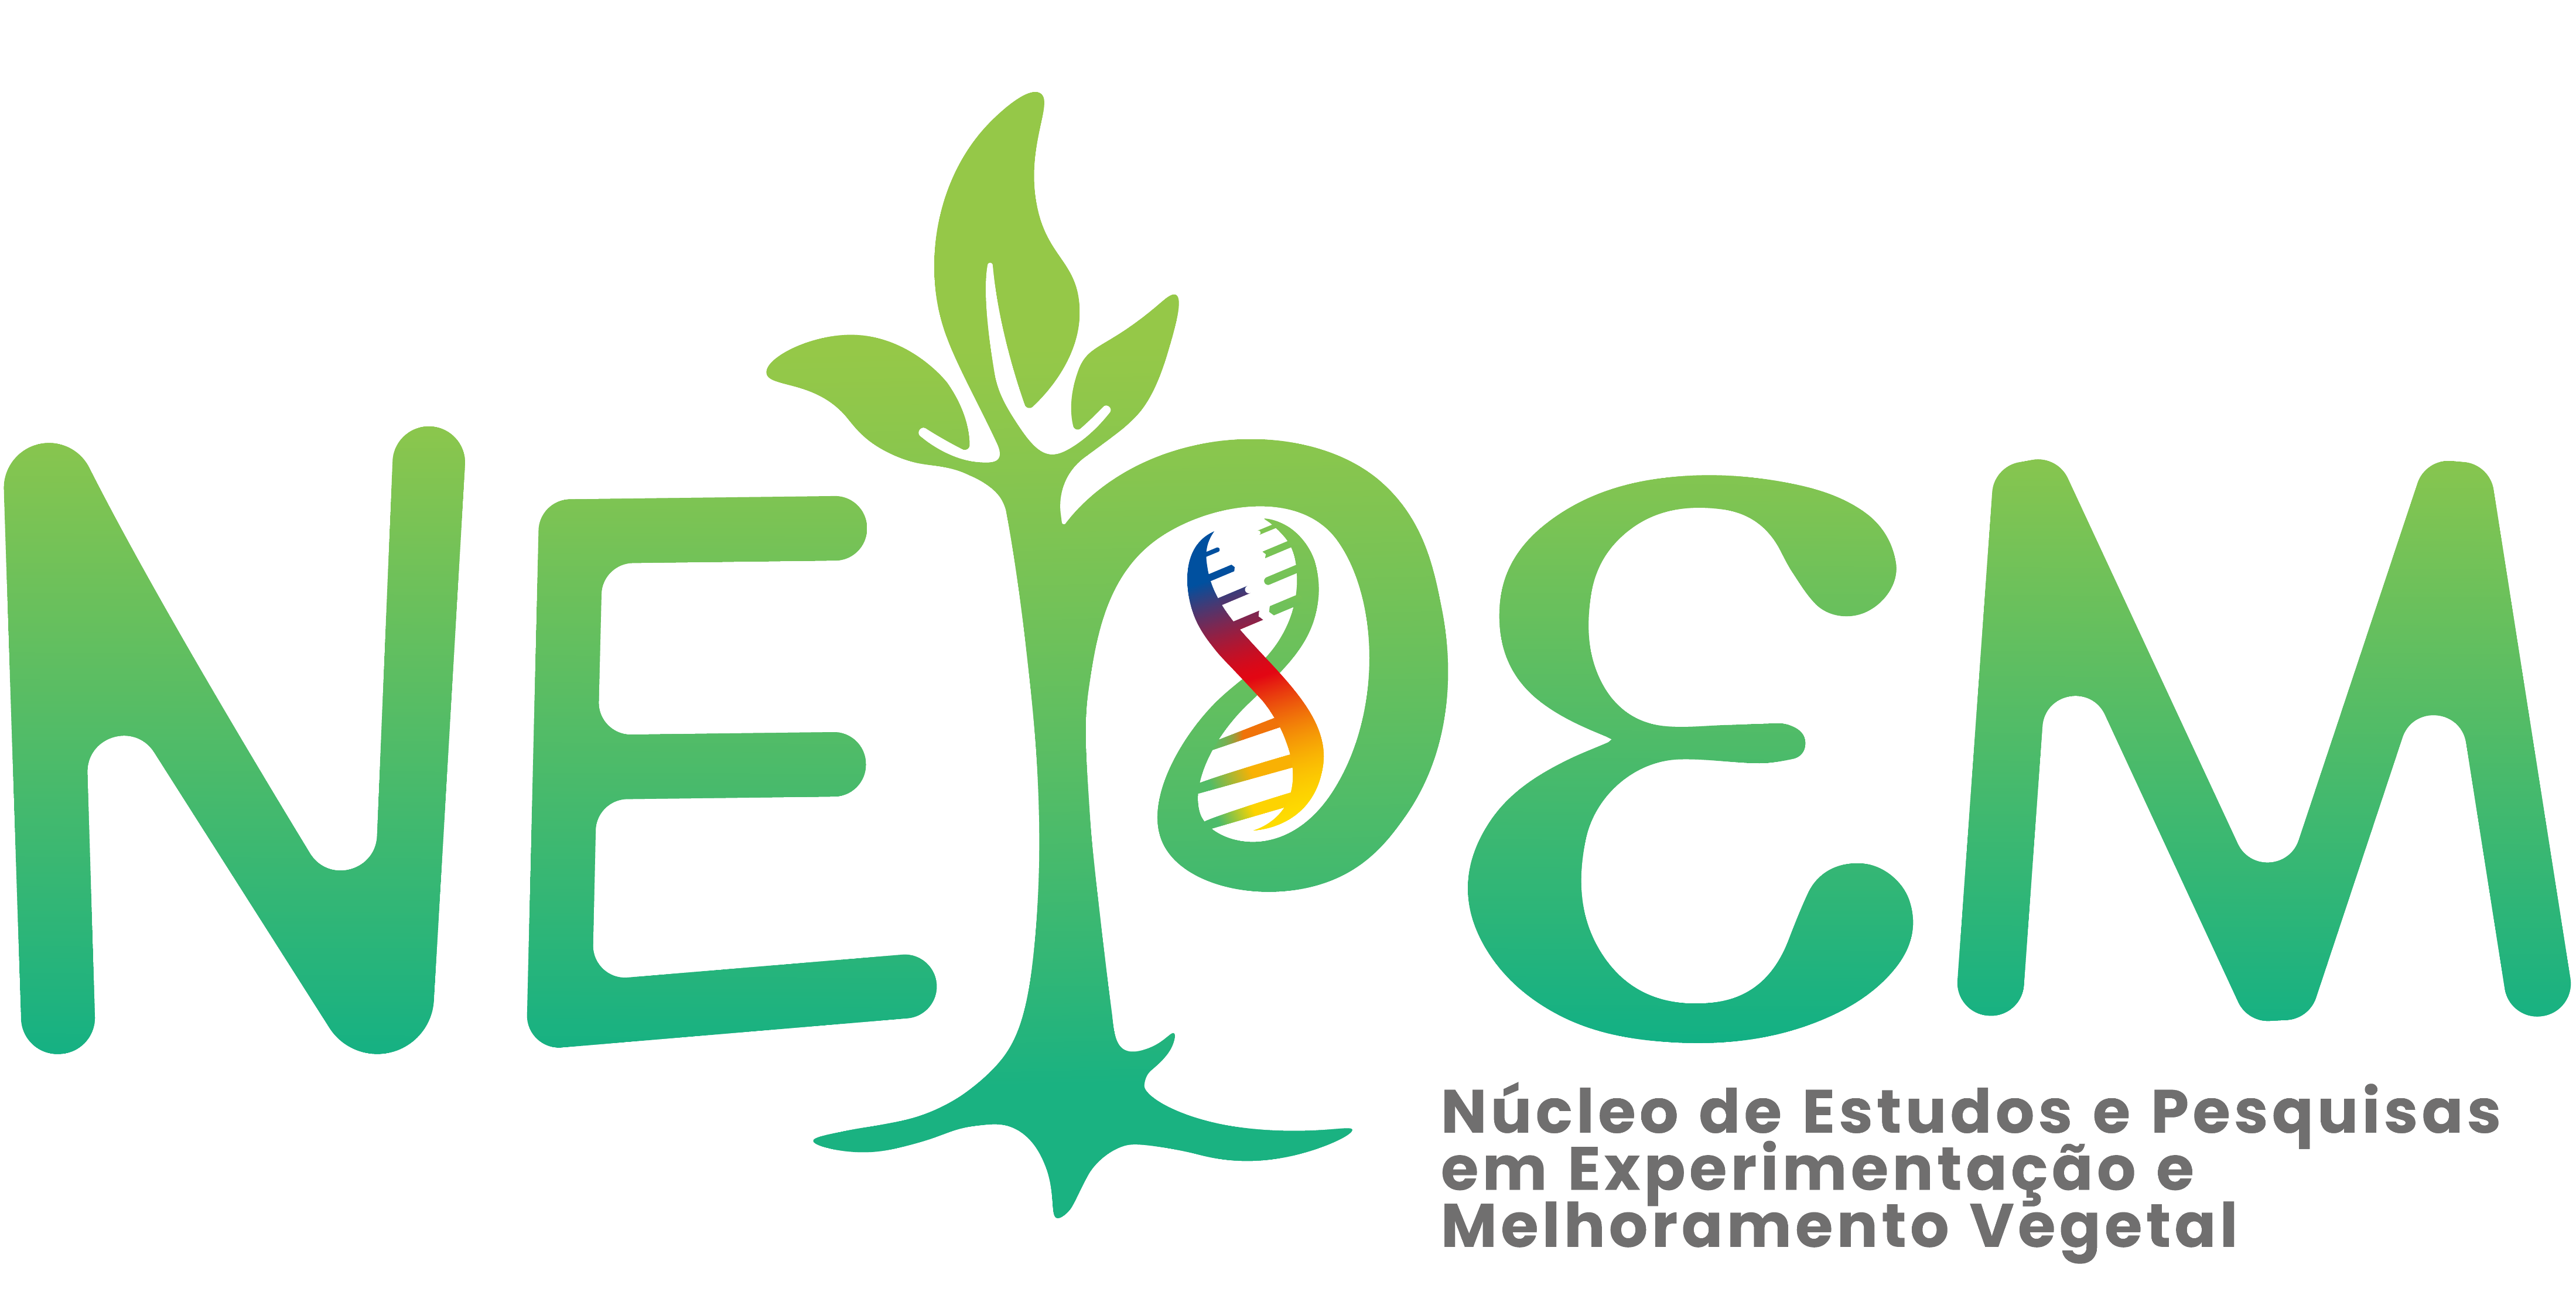 NEPEM
Núcleo de Estudos e Pesquisas
em Experimentação e
Melhoramento Vegetal